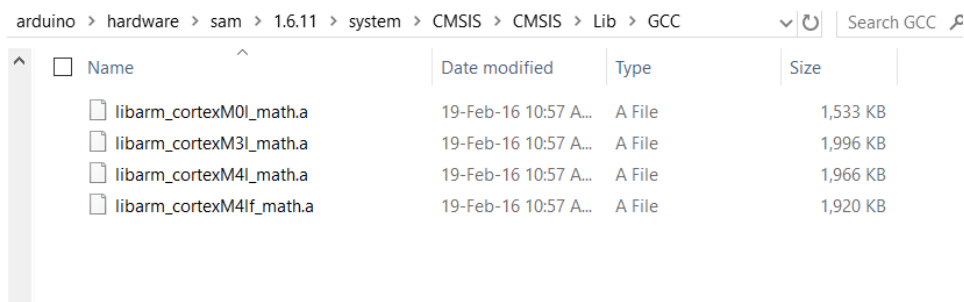 arduino > hardware > sam > 1.6.11 > system > CMSIS > CMSIS > Lib > GCC Search GCC
Name Date modified Type Size
libarm_cortexM0l_math.a 19-Feb-16 10:57 A... A File 1,533 KB
libarm_cortexM3l_math.a 19-Feb-16 10:57 A... A File 1,996 KB
libarm_cortexM4l_math.a 19-Feb-16 10:57 A... A File 1,966 KB
libarm_cortexM4lf_math.a 19-Feb-16 10:57 A... A File 1,920 KB